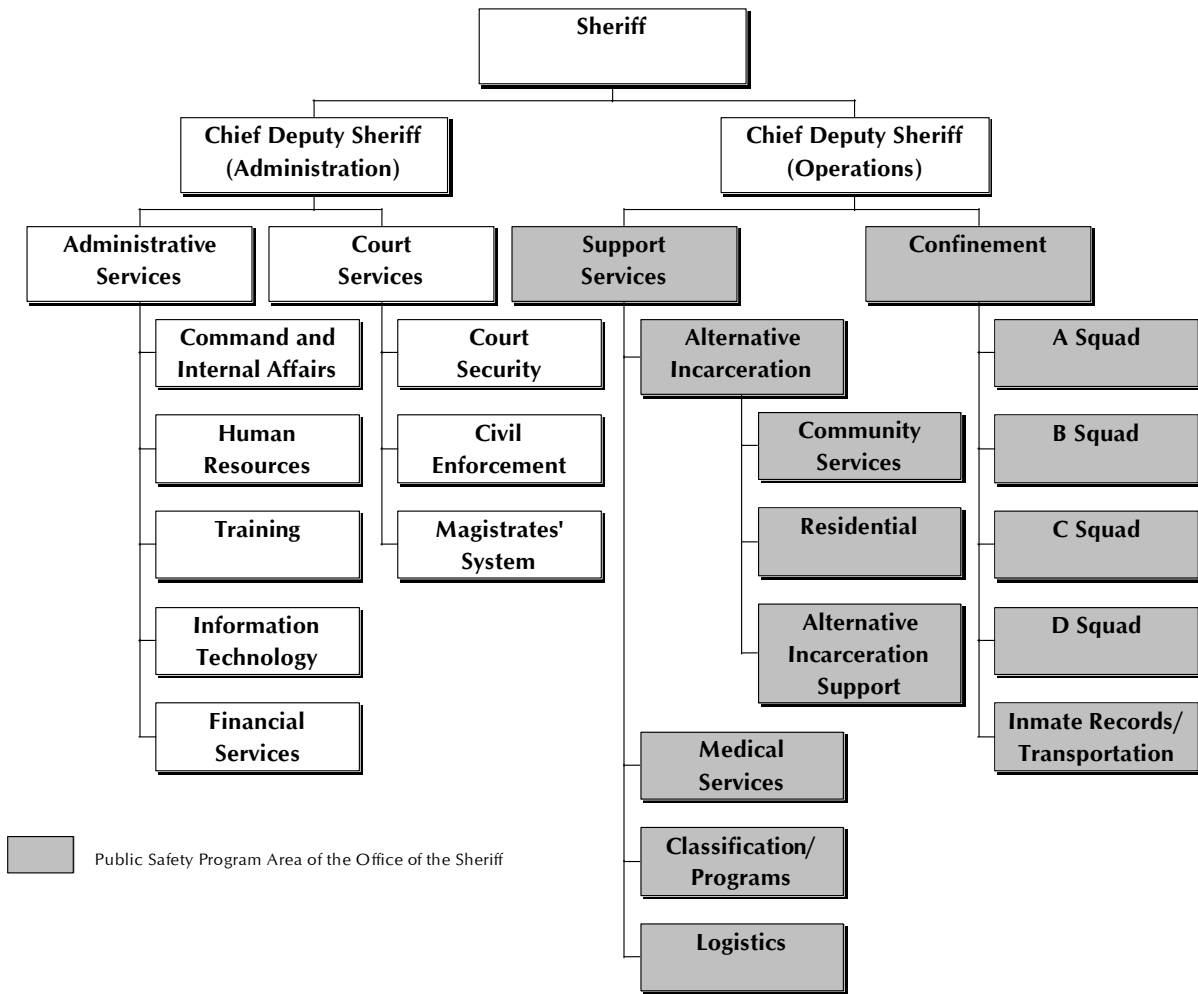 Sheriff
Chief Deputy Sheriff
(Administration)
Chief Deputy Sheriff
(Operations)
Administrative
Services
Court
Services
Support
Services
Confinement
Command and
Internal Affairs
Human
Resources
Training
Information
Technology
Financial
Services
Court
Security
Civil
Enforcement
Magistrates'
System
Alternative
Incarceration
Community
Services
Residential
Alternative
Incarceration
Support
Medical
Services
Classification/
Programs
Logistics
A Squad
B Squad
C Squad
D Squad
Inmate Records/
Transportation
Public Safety Program Area of the Office of the Sheriff